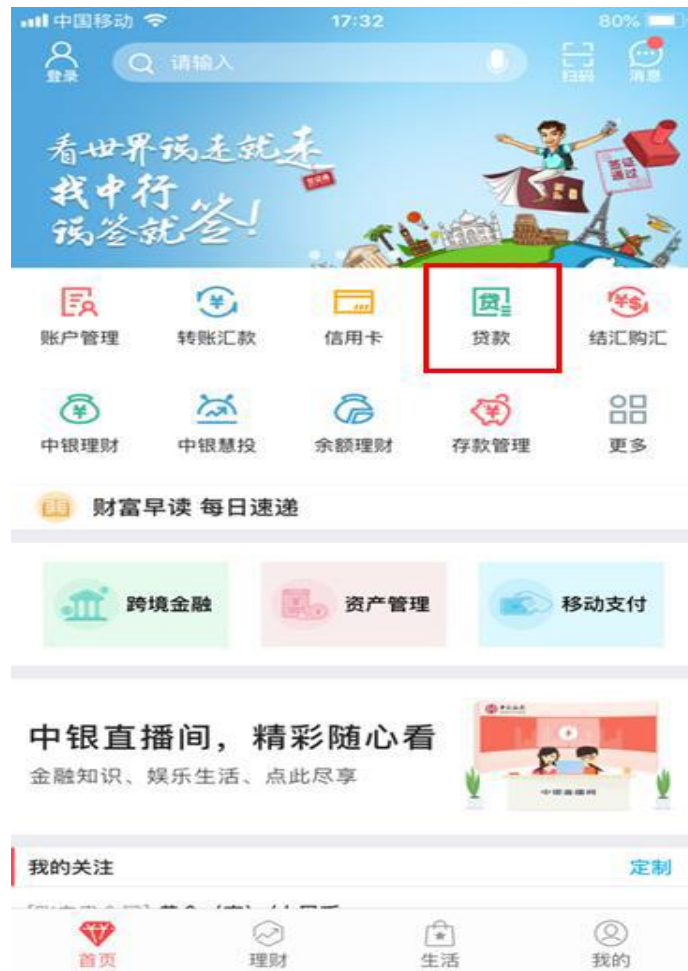 中国移动 17:32 80%
登录 请输入 扫码 消息
看世界说走就走
找中行
说签就签!
签证
通过
账户管理 转账汇款 信用卡 贷 贷款 结汇购汇
中银理财 中银慧投 余额理财 存款管理 更多
财富早读 每日速递
跨境金融 资产管理 移动支付
中银直播间，精彩随心看
金融知识、娱乐生活、点此尽享
中银直播间
我的关注 定制
首页 理财 生活 我的